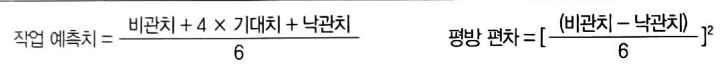 작업 예측치 = (비관치 + 4 × 기대치 + 낙관치) / 6
평방 편차 = [ (비관치 − 낙관치) / 6 ]²